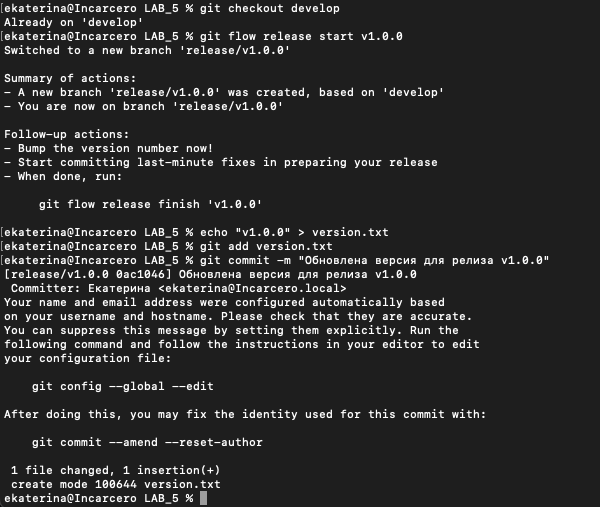 [ekaterina@Incarcero LAB_5 % git checkout develop
Already on 'develop'
[ekaterina@Incarcero LAB_5 % git flow release start v1.0.0
Switched to a new branch 'release/v1.0.0'
Summary of actions:
- A new branch 'release/v1.0.0' was created, based on 'develop'
- You are now on branch 'release/v1.0.0'
Follow-up actions:
- Bump the version number now!
- Start committing last-minute fixes in preparing your release
- When done, run:
git flow release finish 'v1.0.0'
[ekaterina@Incarcero LAB_5 % echo "v1.0.0" > version.txt
[ekaterina@Incarcero LAB_5 % git add version.txt
[ekaterina@Incarcero LAB_5 % git commit -m "Обновлена версия для релиза v1.0.0"
[release/v1.0.0 0ac1046] Обновлена версия для релиза v1.0.0
Committer: Екатерина <ekaterina@Incarcero.local>
Your name and email address were configured automatically based
on your username and hostname. Please check that they are accurate.
You can suppress this message by setting them explicitly. Run the
following command and follow the instructions in your editor to edit
your configuration file:
git config --global --edit
After doing this, you may fix the identity used for this commit with:
git commit --amend --reset-author
1 file changed, 1 insertion(+)
create mode 100644 version.txt
ekaterina@Incarcero LAB_5 %